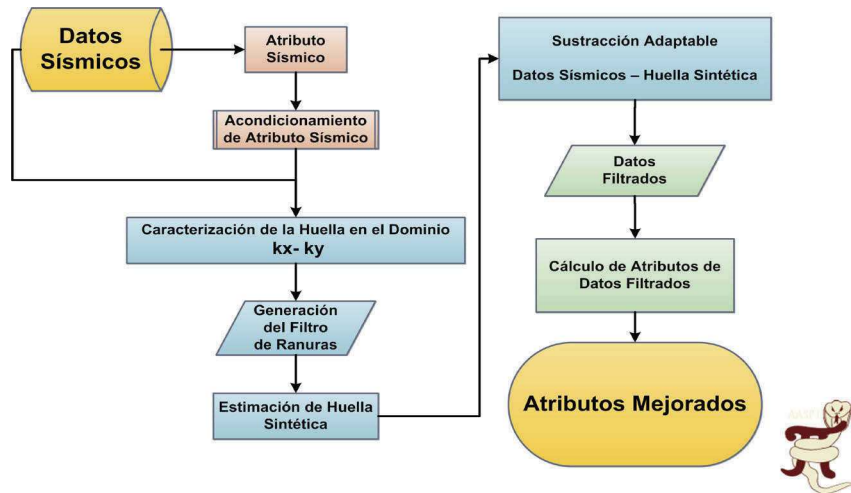 Datos
Sísmicos
Atributo
Sísmico
Acondicionamiento
de Atributo Sísmico
Caracterización de la Huella en el Dominio
kx- ky
Generación
del Filtro
de Ranuras
Estimación de Huella
Sintética
Sustracción Adaptable
Datos Sísmicos – Huella Sintética
Datos
Filtrados
Cálculo de Atributos de
Datos Filtrados
Atributos Mejorados